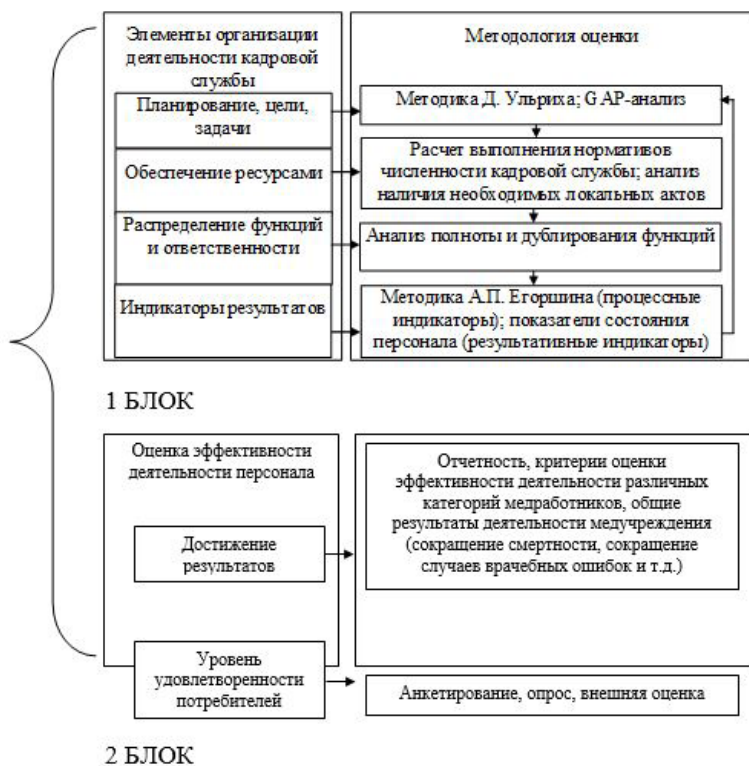 Элементы организации
деятельности кадровой
службы
Методология оценки
Планирование, цели,
задачи
Методика Д. Ульриха; GAP-анализ
Обеспечение ресурсами
Расчет выполнения нормативов
численности кадровой службы; анализ
наличия необходимых локальных актов
Распределение функций
и ответственности
Анализ полноты и дублирования функций
Индикаторы результатов
Методика А.П. Егоршина (процессные
индикаторы); показатели состояния
персонала (результативные индикаторы)
1 БЛОК
Оценка эффективности
деятельности персонала
Отчетность, критерии оценки
эффективности деятельности различных
категорий медработников, общие
результаты деятельности медучреждения
(сокращение смертности, сокращение
случаев врачебных ошибок и т.д.)
Достижение
результатов
Уровень
удовлетворенности
потребителей
Анкетирование, опрос, внешняя оценка
2 БЛОК